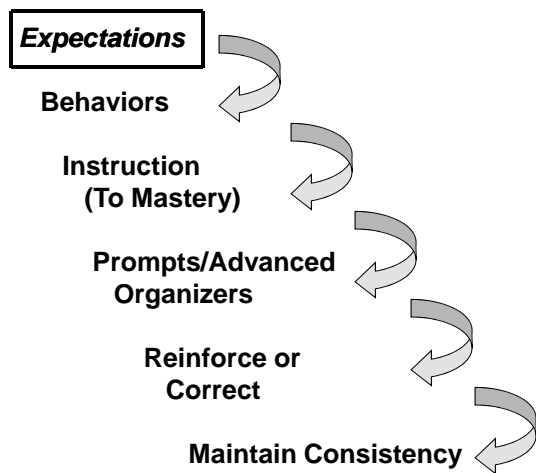 Expectations
Behaviors
Instruction
(To Mastery)
Prompts/Advanced
Organizers
Reinforce or
Correct
Maintain Consistency